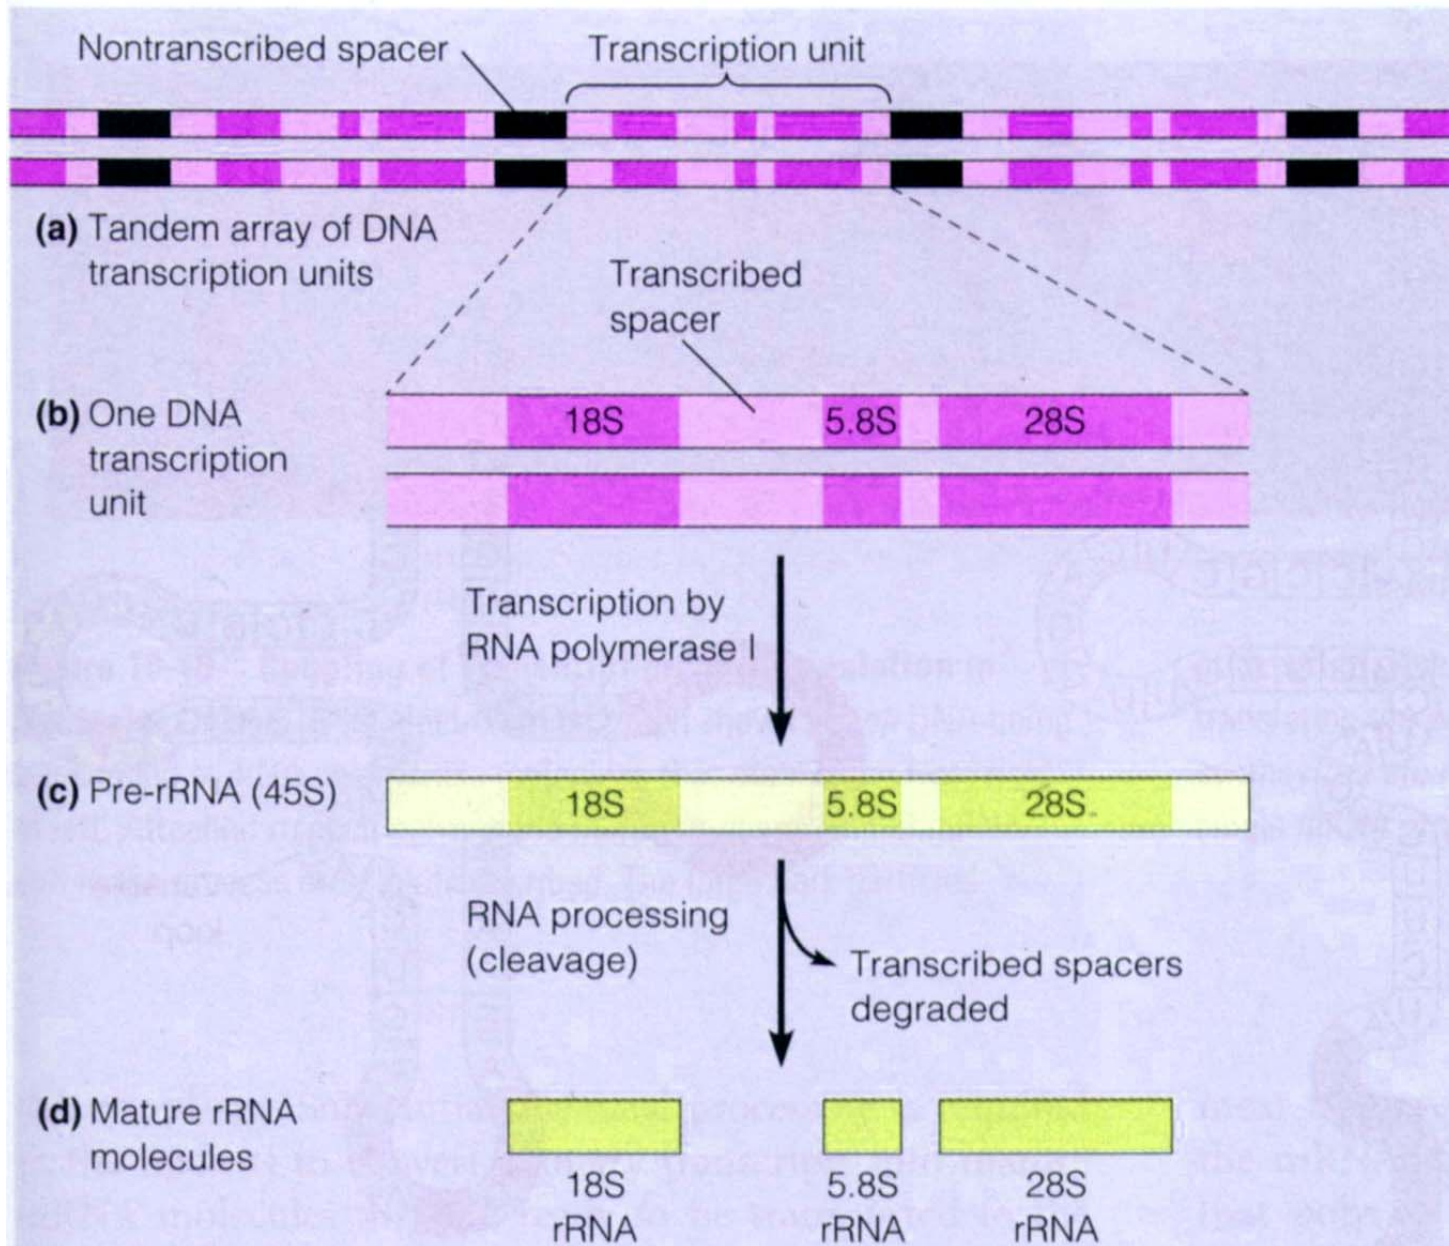 Nontranscribed spacer
Transcription unit
(a) Tandem array of DNA
transcription units
Transcribed
spacer
(b) One DNA
transcription
unit
18S
5.8S
28S
Transcription by
RNA polymerase I
(c) Pre-rRNA (45S)
18S
5.8S
28S
RNA processing
(cleavage)
Transcribed spacers
degraded
(d) Mature rRNA
molecules
18S
rRNA
5.8S
rRNA
28S
rRNA